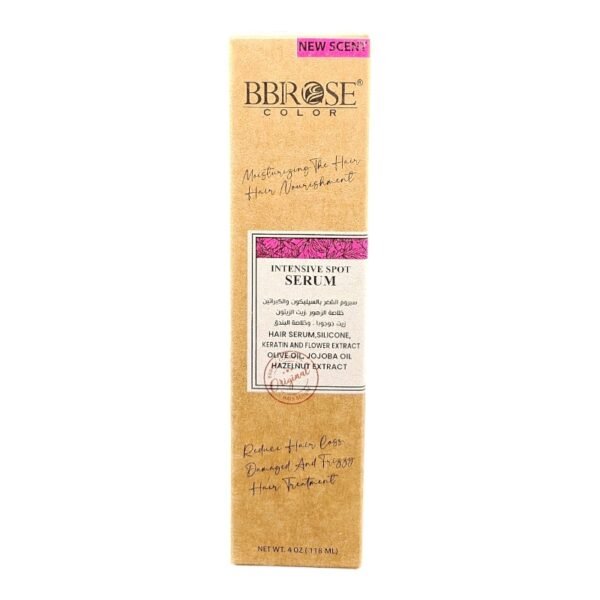 NEW SCENT
BBROSE®
COLOR
Moisturizing The Hair
Hair Nourishment
INTENSIVE SPOT
SERUM
سيروم الشعر بالسيليكون والكيراتين
خلاصة الزهور زيت الزيتون
زيت جوجوبا . وخلاصة البندق
HAIR SERUM,SILICONE,
KERATIN AND FLOWER EXTRACT
OLIVE OIL, JOJOBA OIL
HAZELNUT EXTRACT
Original
Reduce Hair Loss
Damaged And Frizzy
Hair Treatment
NET WT. 4 OZ ( 118 ML)